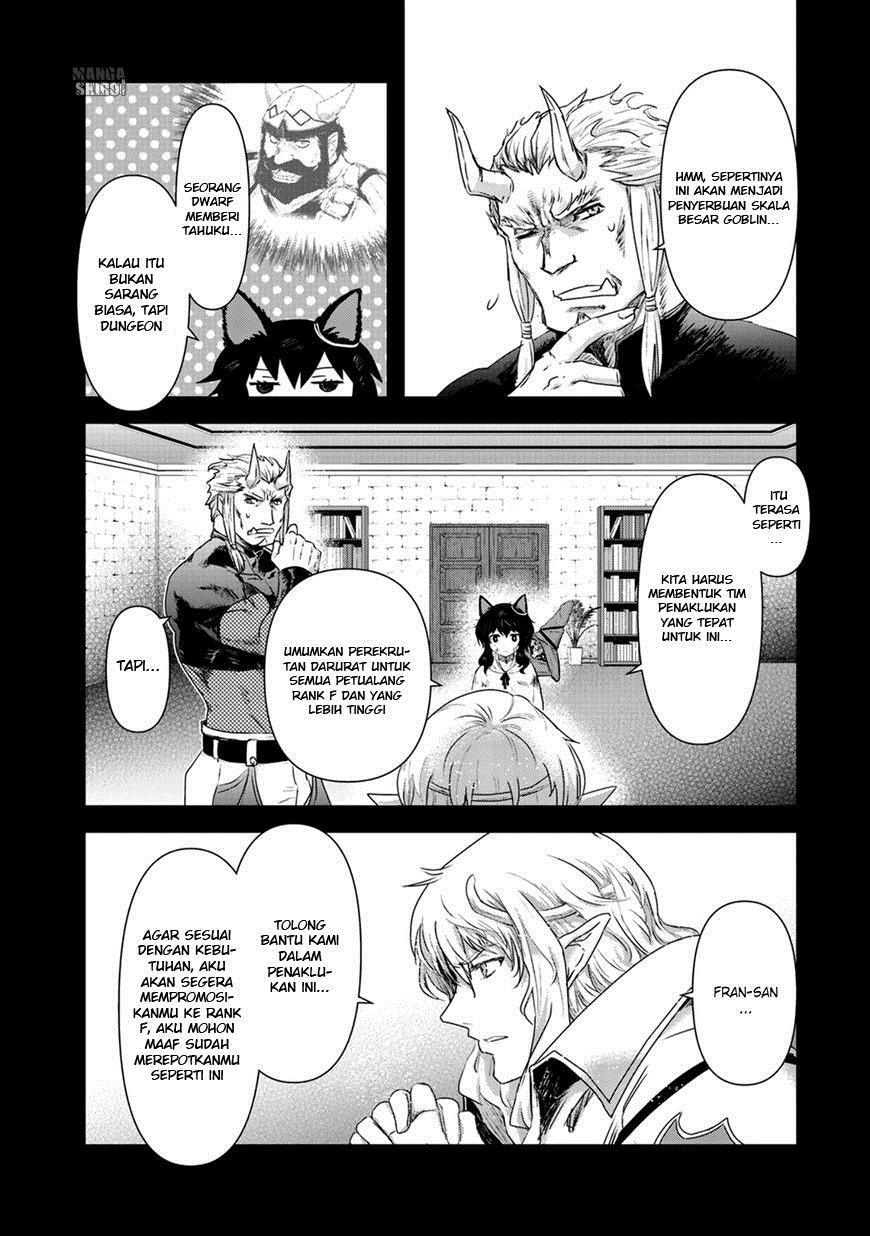 MANGA
SHIRO!
HMM, SEPERTINYA
INI AKAN MENJADI
PENYERBUAN SKALA
BESAR GOBLIN...
SEORANG
DWARF
MEMBERI
TAHUKU...
KALAU ITU
BUKAN
SARANG
BIASA, TAPI
DUNGEON
ITU
TERASA
SEPERTI
...
KITA HARUS
MEMBENTUK TIM
PENAKLUKAN
YANG TEPAT
UNTUK INI...
UMUMKAN PEREKRU-
TAN DARURAT UNTUK
SEMUA PETUALANG
RANK F DAN YANG
LEBIH TINGGI
TAPI...
FRAN-SAN
...
TOLONG
BANTU KAMI
DALAM
PENAKLU-
KAN INI...
AGAR SESUAI
DENGAN KEBU-
TUHAN, AKU
AKAN SEGERA
MEMPROMOSI-
KANMU KE RANK
F, AKU MOHON
MAAF SUDAH
MEREPOTKANMU
SEPERTI INI